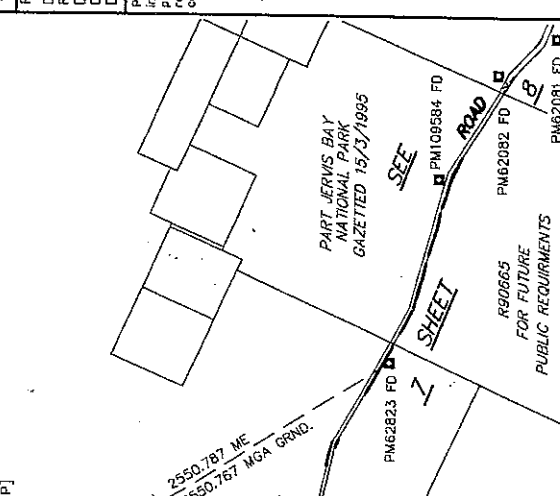 PART JERVIS BAY
NATIONAL PARK
GAZETTED 15/3/1995
SEE
PM109584 FD
ROAD
PM62082 FD
8
PM62081 FD
R90665
FOR FUTURE
PUBLIC REQUIRMENTS
SHEET
7
PM62823 FD
2550.787 ME
2550.767 MGA GRND.
P]